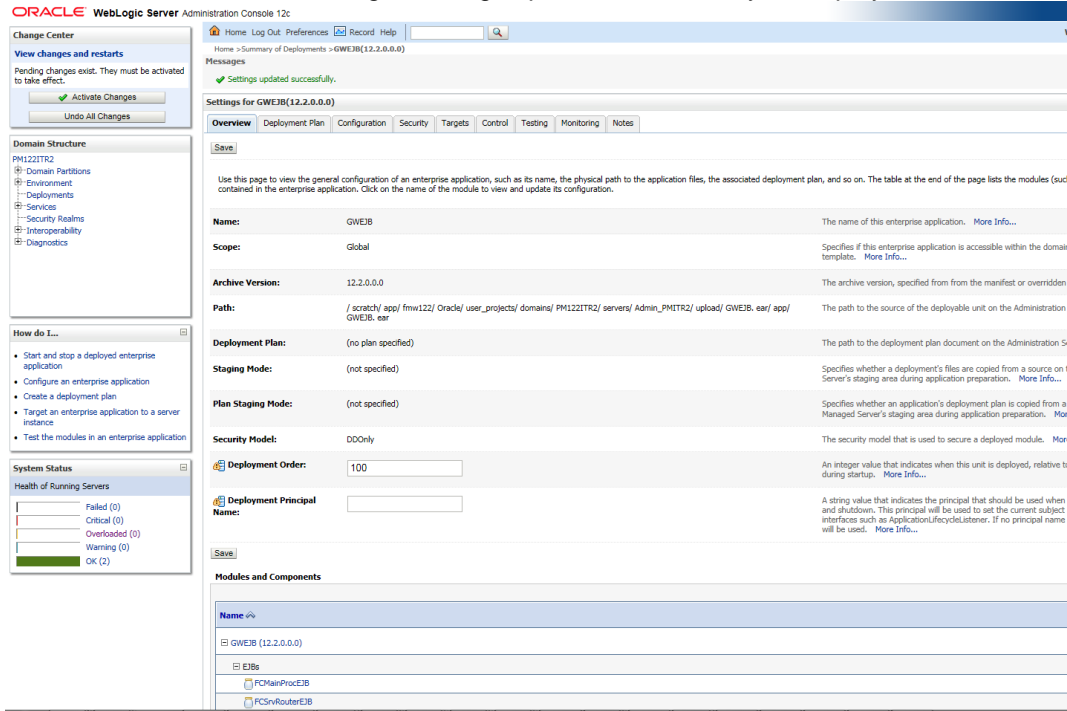 ORACLE WebLogic Server Administration Console 12c
Change Center
View changes and restarts
Pending changes exist. They must be activated
to take effect.
Activate Changes
Undo All Changes
Domain Structure
PM122ITR2
Domain Partitions
Environment
Deployments
Services
Security Realms
Interoperability
Diagnostics
How do I...
Start and stop a deployed enterprise
application
Configure an enterprise application
Create a deployment plan
Target an enterprise application to a server
instance
Test the modules in an enterprise application
System Status
Health of Running Servers
Failed (0)
Critical (0)
Overloaded (0)
Warning (0)
OK (2)
Home Log Out Preferences Record Help
Home >Summary of Deployments >GWEJB(12.2.0.0.0)
Messages
Settings updated successfully.
Settings for GWEJB(12.2.0.0.0)
Overview Deployment Plan Configuration Security Targets Control Testing Monitoring Notes
Save
Use this page to view the general configuration of an enterprise application, such as its name, the physical path to the application files, the associated deployment plan, and so on. The table at the end of the page lists the modules (suc
contained in the enterprise application. Click on the name of the module to view and update its configuration.
Name: GWEJB The name of this enterprise application. More Info...
Scope: Global Specifies if this enterprise application is accessible within the domain
template. More Info...
Archive Version: 12.2.0.0.0 The archive version, specified from from the manifest or overridden
Path: / scratch/ app/ fmw122/ Oracle/ user_projects/ domains/ PM122ITR2/ servers/ Admin_PMITR2/ upload/ GWEJB. ear/ app/ The path to the source of the deployable unit on the Administration
GWEJB. ear
Deployment Plan: (no plan specified) The path to the deployment plan document on the Administration S
Staging Mode: (not specified) Specifies whether a deployment's files are copied from a source on
Server's staging area during application preparation. More Info...
Plan Staging Mode: (not specified) Specifies whether an application's deployment plan is copied from a
Managed Server's staging area during application preparation. Mor
Security Model: DDOnly The security model that is used to secure a deployed module. More
Deployment Order: 100 An integer value that indicates when this unit is deployed, relative t
during startup. More Info...
Deployment Principal
Name:
A string value that indicates the principal that should be used when
and shutdown. This principal will be used to set the current subject
interfaces such as ApplicationLifecycleListener. If no principal name
will be used. More Info...
Save
Modules and Components
Name
GWEJB (12.2.0.0.0)
EJBs
FCMainProcEJB
FCSrvRouterEJB